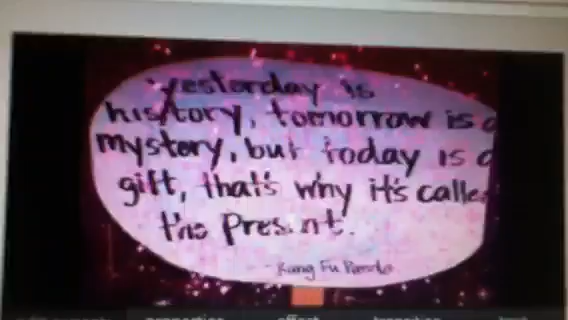 yesterday is
history, tomorrow is a
mystery, but today is a
gift, that's why it's calle
the Present.
- Kung Fu Panda